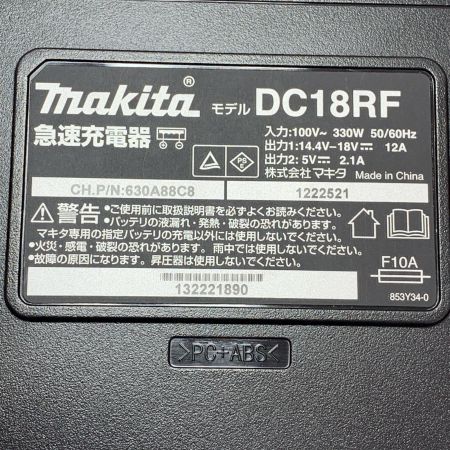 makita® モデル DC18RF
急速充電器
入力:100V~ 330W 50/60Hz
出力1:14.4V⎓18V⎓ 12A
出力2:5V⎓ 2.1A
株式会社マキタ Made in China
PS E
CH.P/N:630A88C8 1222521
⚠警告 •ご使用前に取扱説明書を必ずよくお読みください。
•バッテリの液漏れ・発熱・破裂の恐れがありますので
マキタ専用の指定バッテリの充電以外には使用しないでください。
•火災・感電・破裂の恐れがあります。雨中では使用しないでください。
•故障の原因になります。昇圧器は使用しないでください。
F10A
132221890
853Y34-0
>PC+ABS<